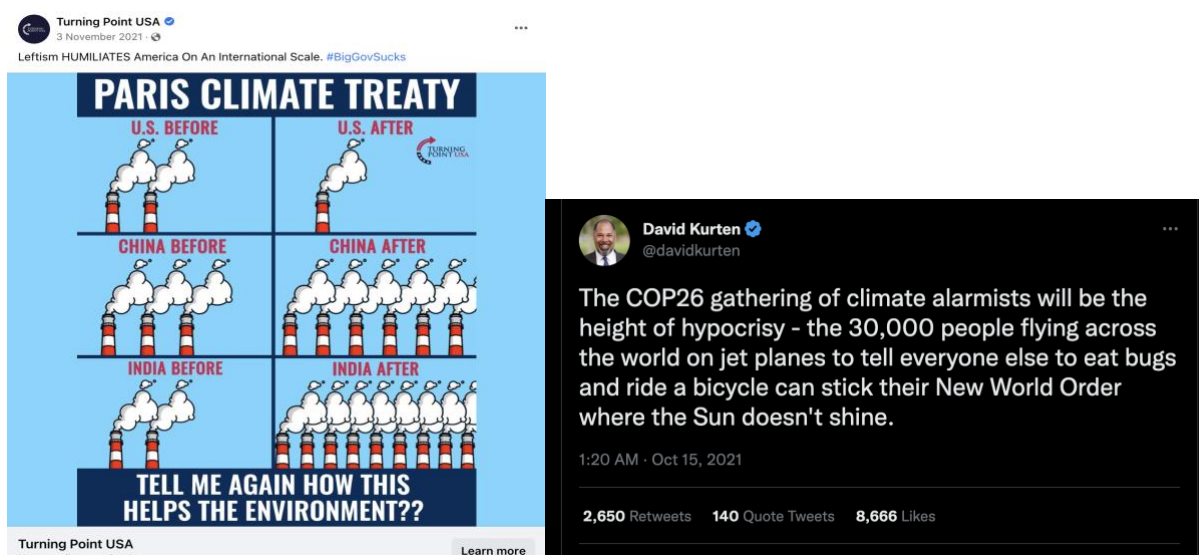 Turning Point USA
3 November 2021 ·
Leftism HUMILIATES America On An International Scale. #BigGovSucks
PARIS CLIMATE TREATY
U.S. BEFORE
U.S. AFTER
TURNING
POINT USA
CHINA BEFORE
CHINA AFTER
INDIA BEFORE
INDIA AFTER
TELL ME AGAIN HOW THIS
HELPS THE ENVIRONMENT??
Turning Point USA
Learn more
David Kurten
@davidkurten
The COP26 gathering of climate alarmists will be the
height of hypocrisy - the 30,000 people flying across
the world on jet planes to tell everyone else to eat bugs
and ride a bicycle can stick their New World Order
where the Sun doesn't shine.
1:20 AM · Oct 15, 2021
2,650 Retweets 140 Quote Tweets 8,666 Likes